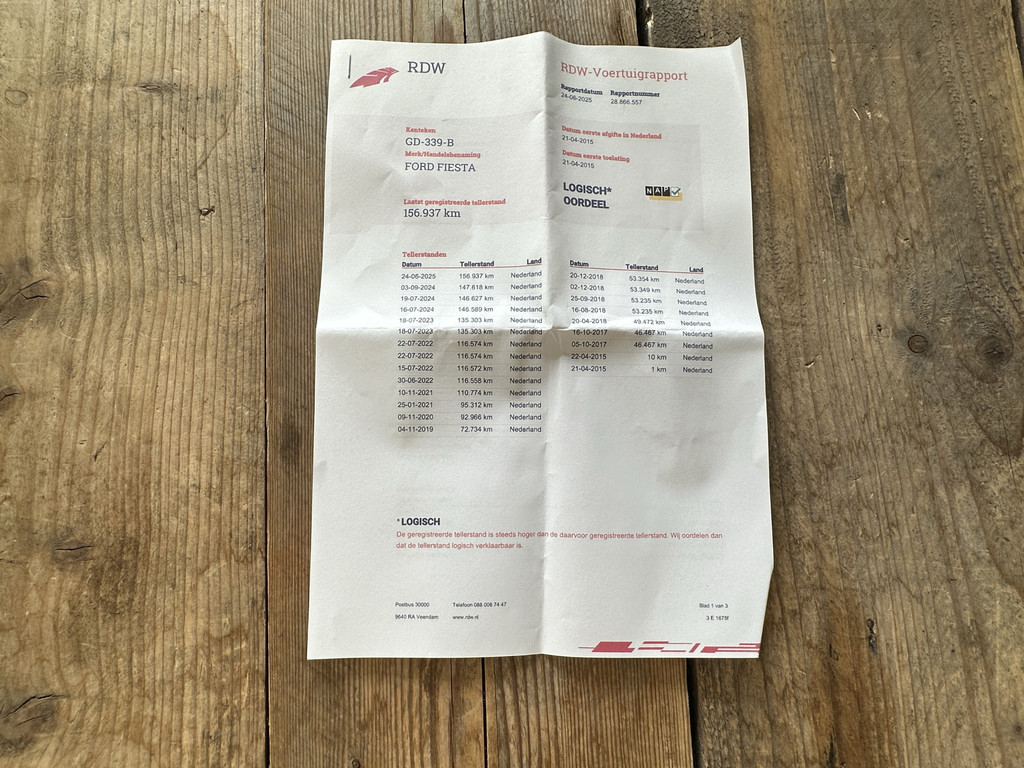 RDW
RDW-Voertuigrapport
Rapportdatum Rapportnummer
24-06-2025 28.866.557
Kenteken
GD-339-B
Merk/Handelsbenaming
FORD FIESTA
Laatst geregistreerde tellerstand
156.937 km
Datum eerste afgifte in Nederland
21-04-2015
Datum eerste toelating
21-04-2015
LOGISCH*
OORDEEL
NAP
Tellerstanden
Datum Tellerstand Land
24-06-2025 156.937 km Nederland
03-09-2024 147.618 km Nederland
19-07-2024 146.627 km Nederland
16-07-2024 146.589 km Nederland
18-07-2023 135.303 km Nederland
18-07-2023 135.303 km Nederland
22-07-2022 116.574 km Nederland
22-07-2022 116.574 km Nederland
15-07-2022 116.572 km Nederland
30-06-2022 116.558 km Nederland
10-11-2021 110.774 km Nederland
25-01-2021 95.312 km Nederland
09-11-2020 92.966 km Nederland
04-11-2019 72.734 km Nederland
Datum Tellerstand Land
20-12-2018 53.354 km Nederland
02-12-2018 53.349 km Nederland
25-09-2018 53.235 km Nederland
16-08-2018 53.235 km Nederland
20-04-2018 49.472 km Nederland
16-10-2017 46.467 km Nederland
05-10-2017 46.467 km Nederland
22-04-2015 10 km Nederland
21-04-2015 1 km Nederland
*LOGISCH
De geregistreerde tellerstand is steeds hoger dan de daarvoor geregistreerde tellerstand. Wij oordelen dan
dat de tellerstand logisch verklaarbaar is.
Postbus 30000 Telefoon 088 008 74 47
9640 RA Veendam www.rdw.nl
Blad 1 van 3
3 E 1675f